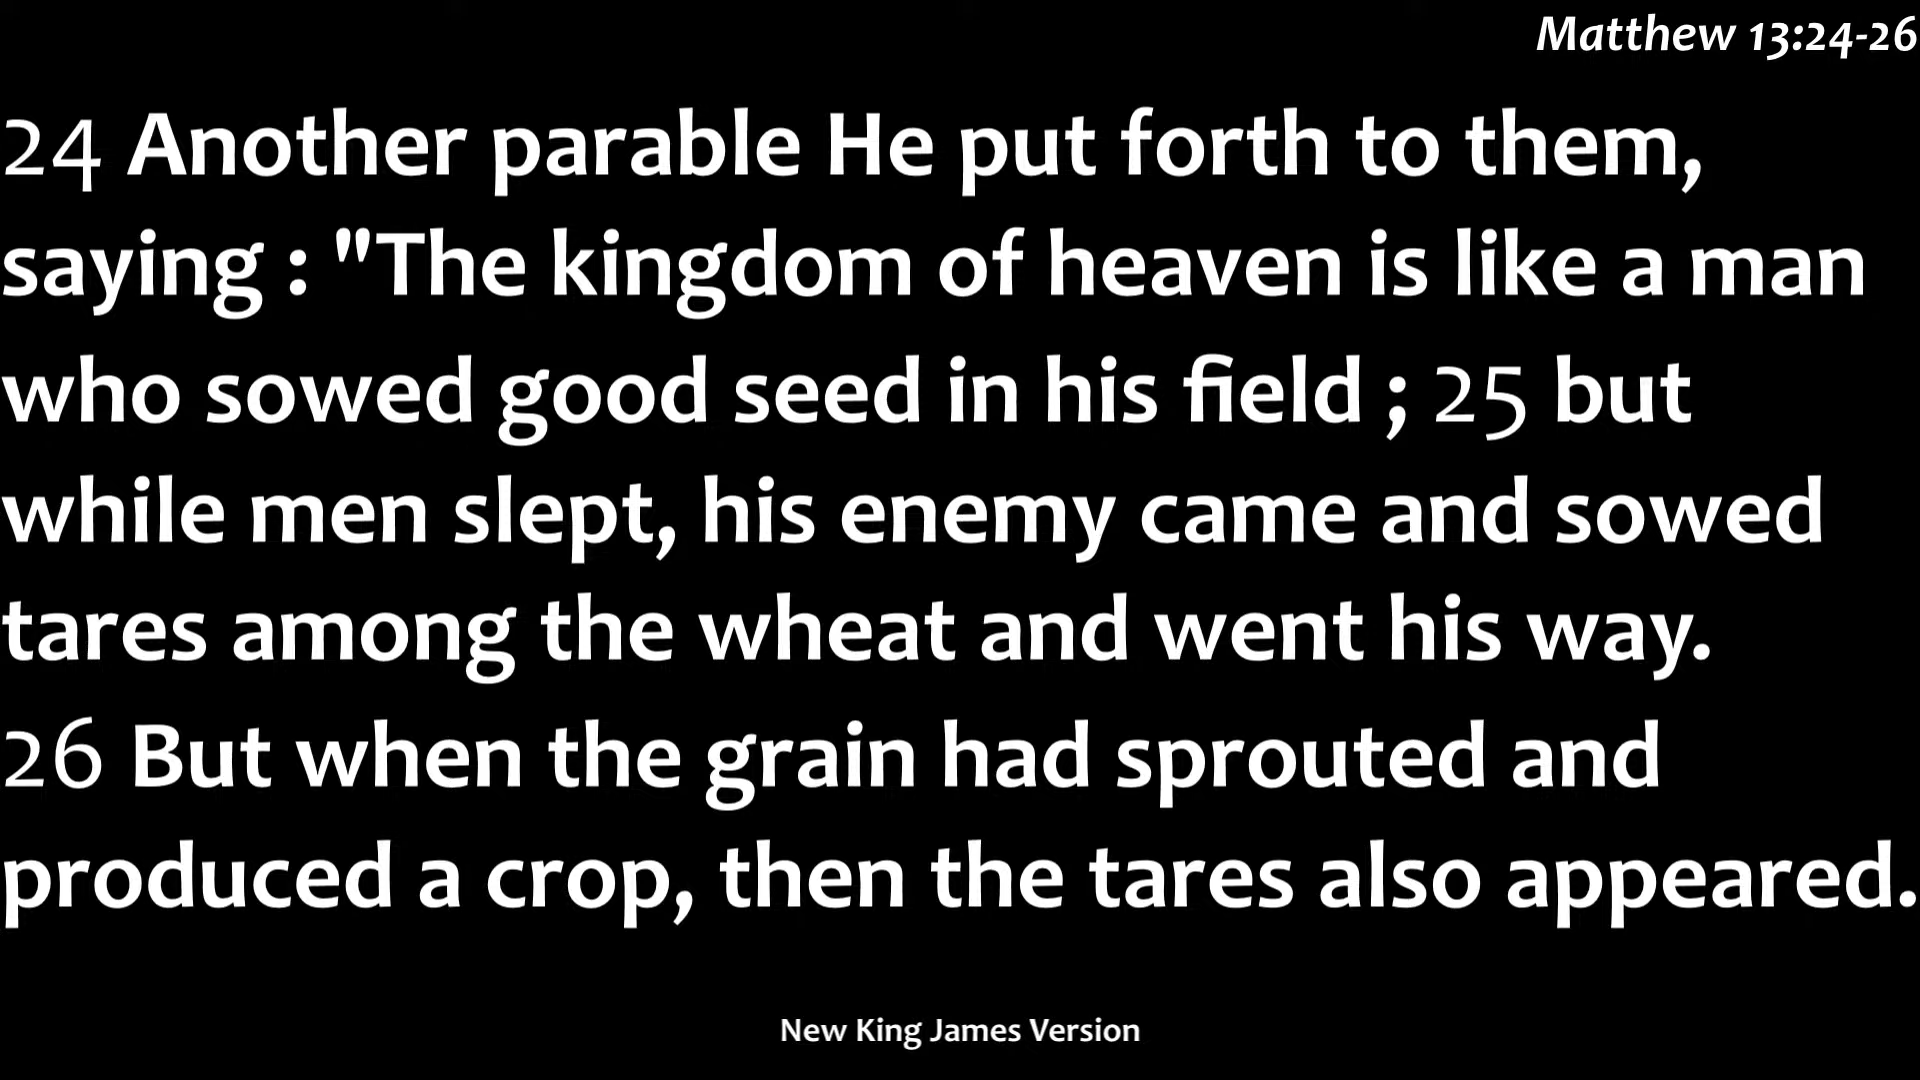 Matthew 13:24-26
24 Another parable He put forth to them,
saying : "The kingdom of heaven is like a man
who sowed good seed in his field ; 25 but
while men slept, his enemy came and sowed
tares among the wheat and went his way.
26 But when the grain had sprouted and
produced a crop, then the tares also appeared.
New King James Version